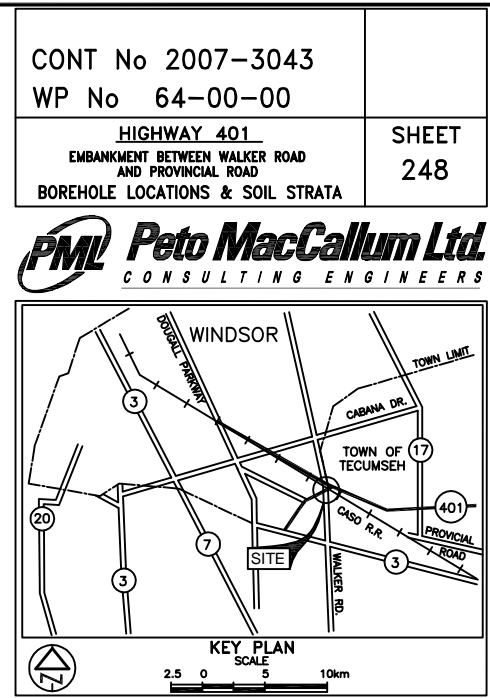 CONT No 2007-3043
WP No 64-00-00
HIGHWAY 401
EMBANKMENT BETWEEN WALKER ROAD
AND PROVINCIAL ROAD
BOREHOLE LOCATIONS & SOIL STRATA
SHEET
248
PML Peto MacCallum Ltd.
CONSULTING ENGINEERS
WINDSOR
DOUGALL PARKWAY
TOWN LIMIT
3
CABANA DR.
TOWN OF
TECUMSEH
17
401
20
CASO R.R.
PROVICIAL
ROAD
7
SITE
3
3
WALKER RD.
N
KEY PLAN
SCALE
2.5 0 5 10km